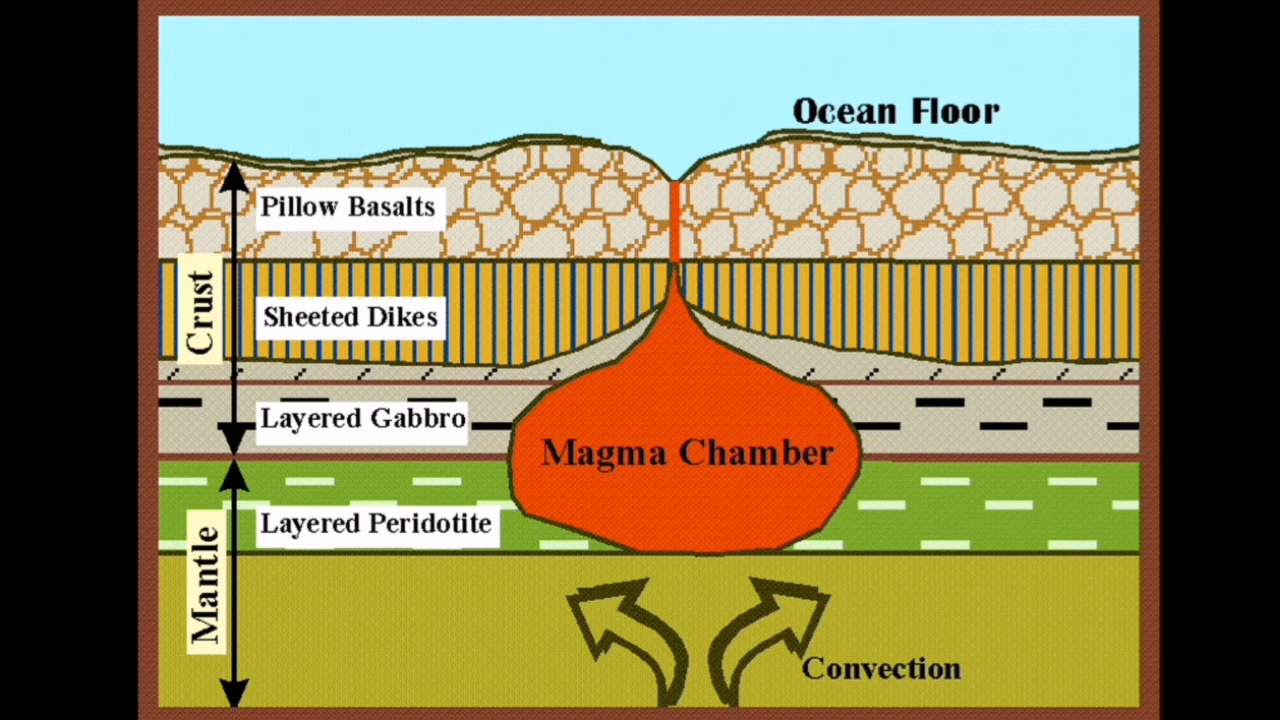 Ocean Floor
Pillow Basalts
Crust
Sheeted Dikes
Layered Gabbro
Magma Chamber
Layered Peridotite
Mantle
Convection